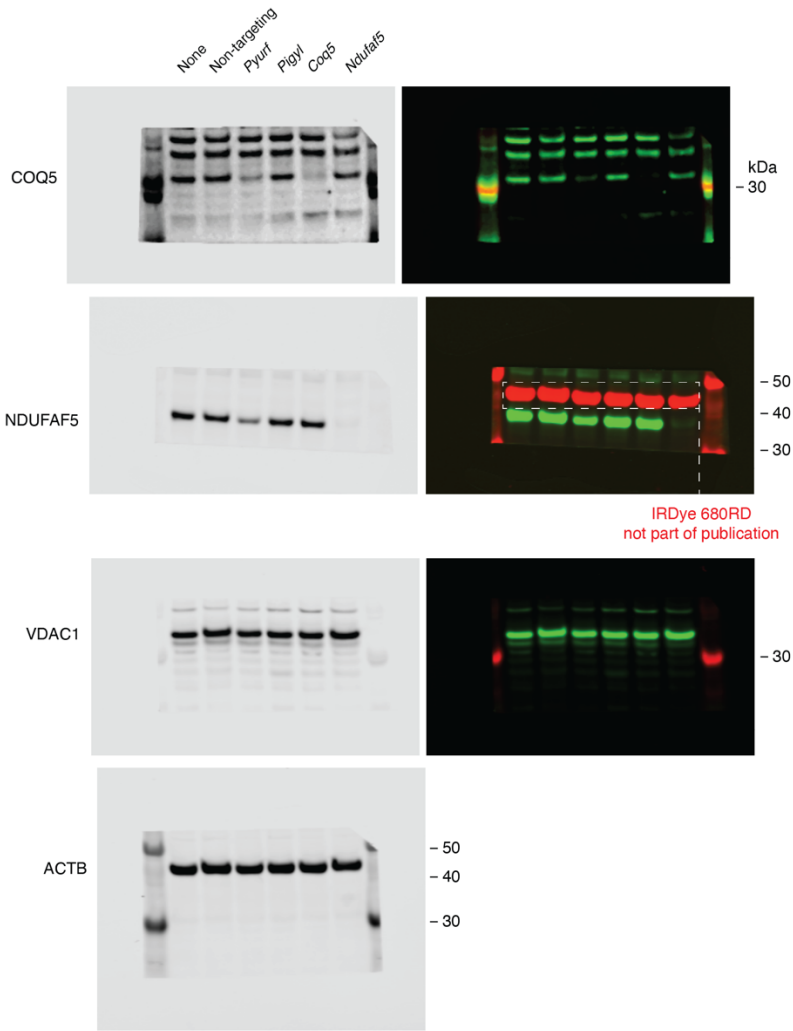 None
Non-targeting
Pyurf
Pigyl
Coq5
Ndufaf5
COQ5
kDa
– 30
NDUFAF5
– 50
– 40
– 30
IRDye 680RD
not part of publication
VDAC1
– 30
ACTB
– 50
– 40
– 30